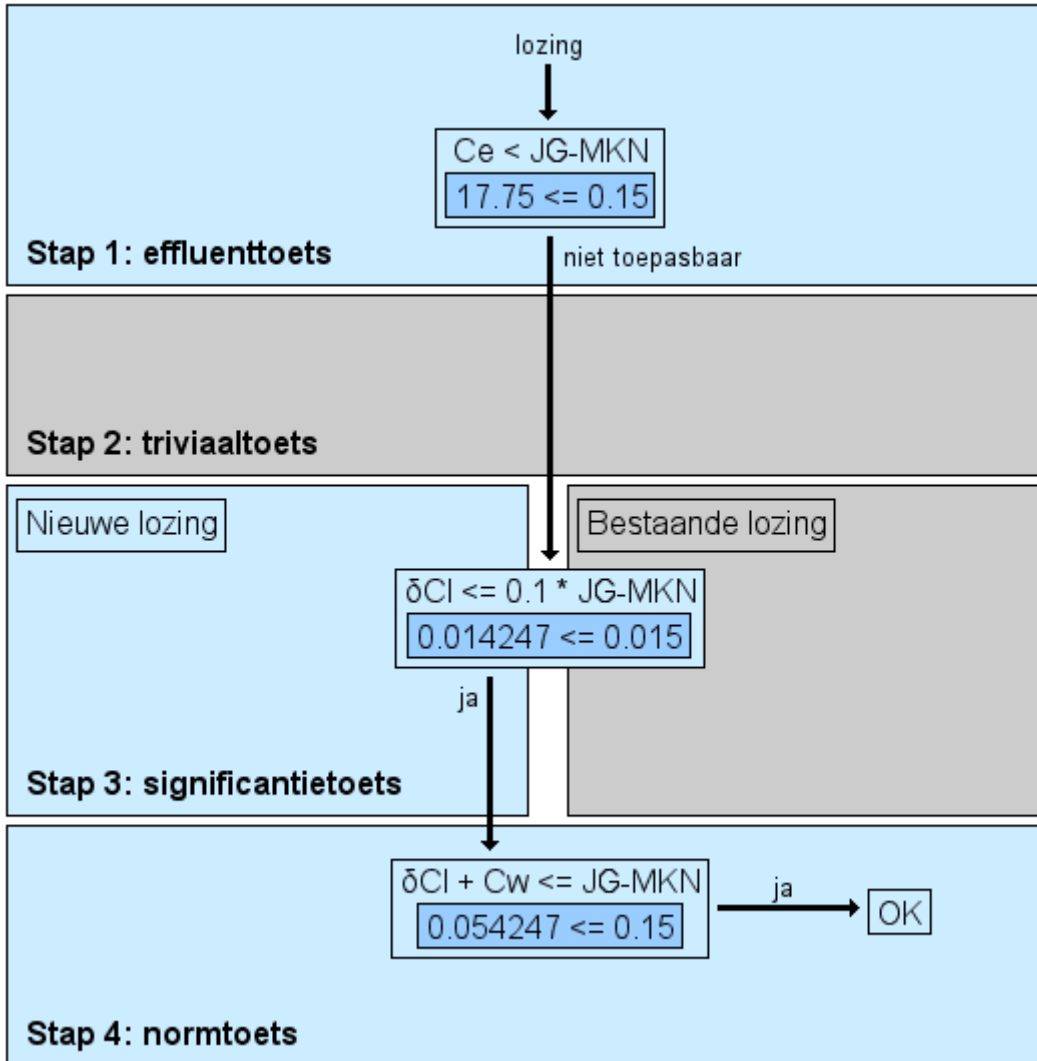 lozing
Ce < JG-MKN
17.75 <= 0.15
Stap 1: effluenttoets
niet toepasbaar
Stap 2: triviaaltoets
Nieuwe lozing
Bestaande lozing
δCl <= 0.1 * JG-MKN
0.014247 <= 0.015
ja
Stap 3: significantietoets
δCl + Cw <= JG-MKN
0.054247 <= 0.15
ja
OK
Stap 4: normtoets